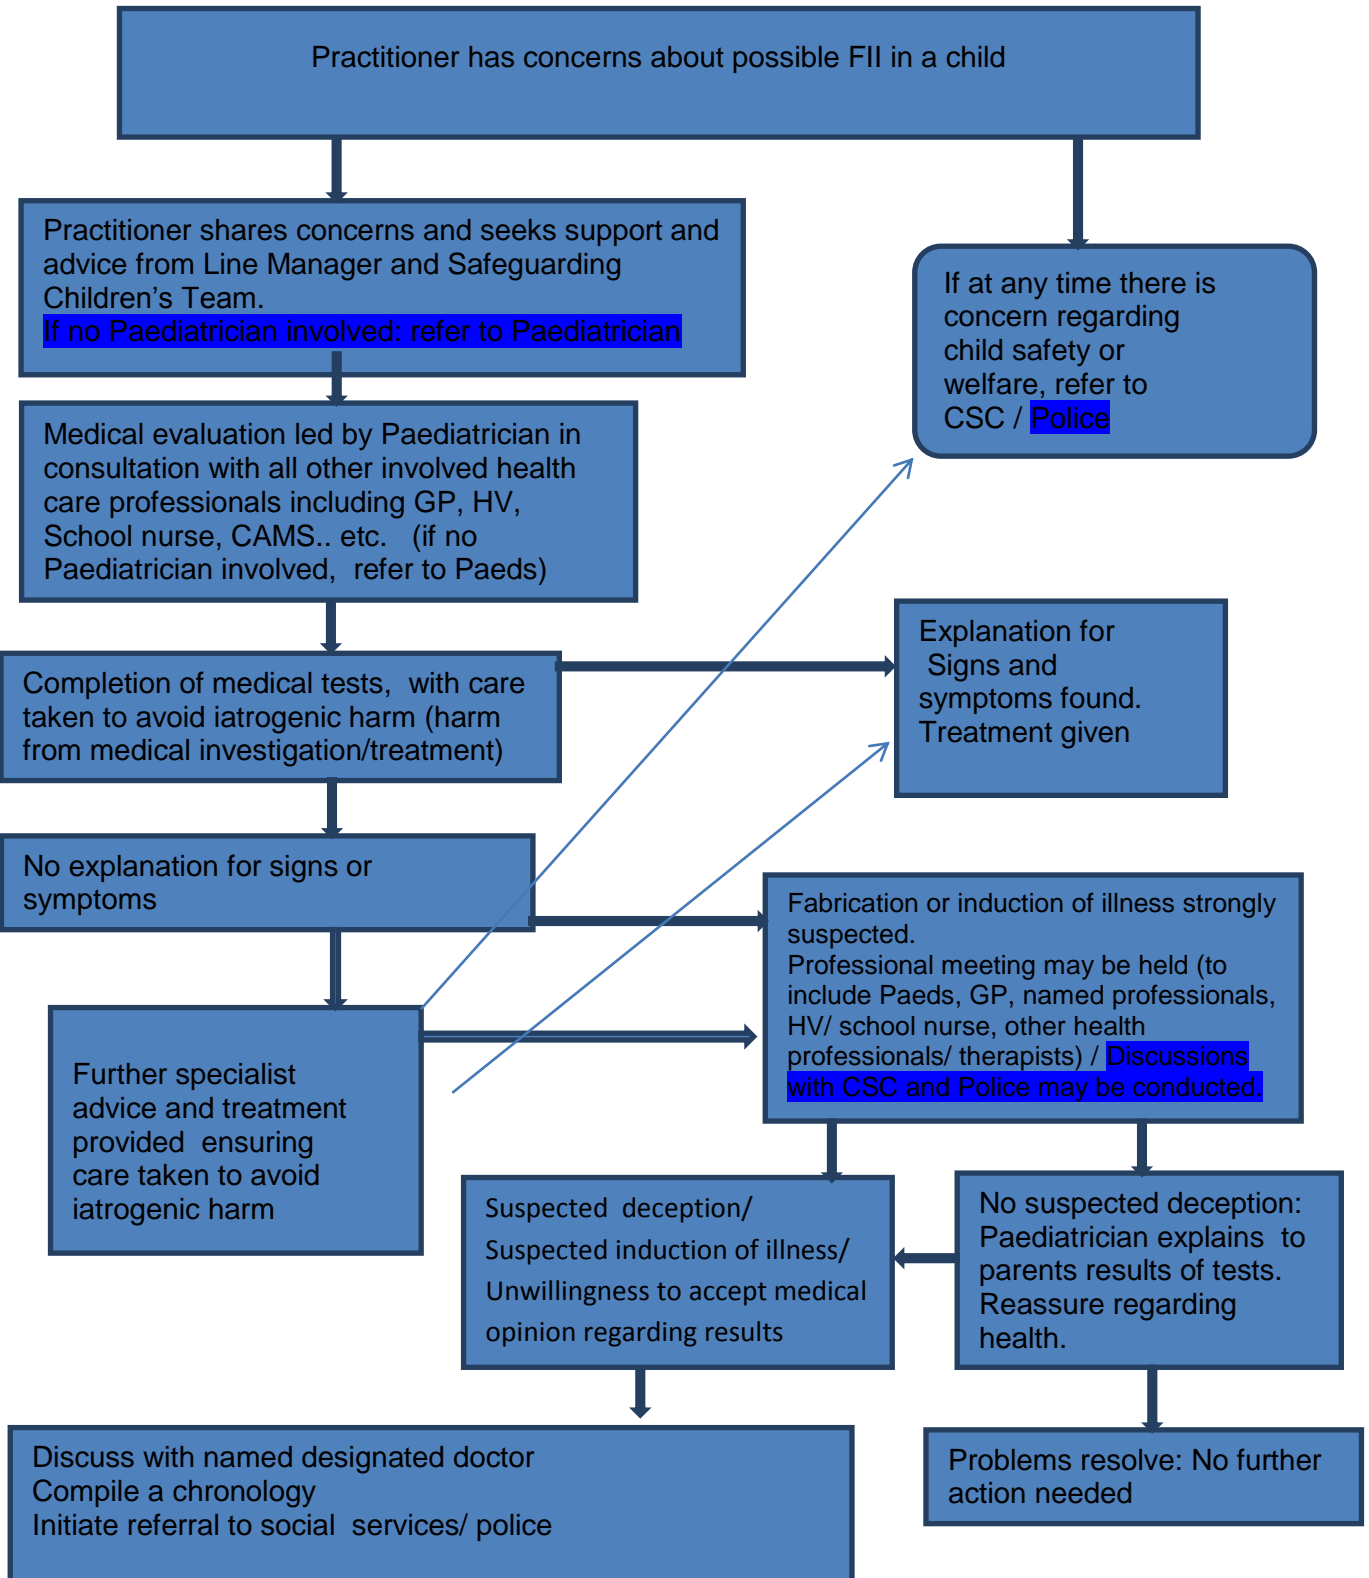 Practitioner has concerns about possible FII in a child
Practitioner shares concerns and seeks support and
advice from Line Manager and Safeguarding
Children’s Team.
If no Paediatrician involved: refer to Paediatrician
If at any time there is
concern regarding
child safety or
welfare, refer to
CSC / Police
Medical evaluation led by Paediatrician in
consultation with all other involved health
care professionals including GP, HV,
School nurse, CAMS.. etc. (if no
Paediatrician involved, refer to Paeds)
Completion of medical tests, with care
taken to avoid iatrogenic harm (harm
from medical investigation/treatment)
Explanation for
Signs and
symptoms found.
Treatment given
No explanation for signs or
symptoms
Fabrication or induction of illness strongly
suspected.
Professional meeting may be held (to
include Paeds, GP, named professionals,
HV/ school nurse, other health
professionals/ therapists) / Discussions
with CSC and Police may be conducted.
Further specialist
advice and treatment
provided ensuring
care taken to avoid
iatrogenic harm
Suspected deception/
Suspected induction of illness/
Unwillingness to accept medical
opinion regarding results
No suspected deception:
Paediatrician explains to
parents results of tests.
Reassure regarding
health.
Discuss with named designated doctor
Compile a chronology
Initiate referral to social services/ police
Problems resolve: No further
action needed